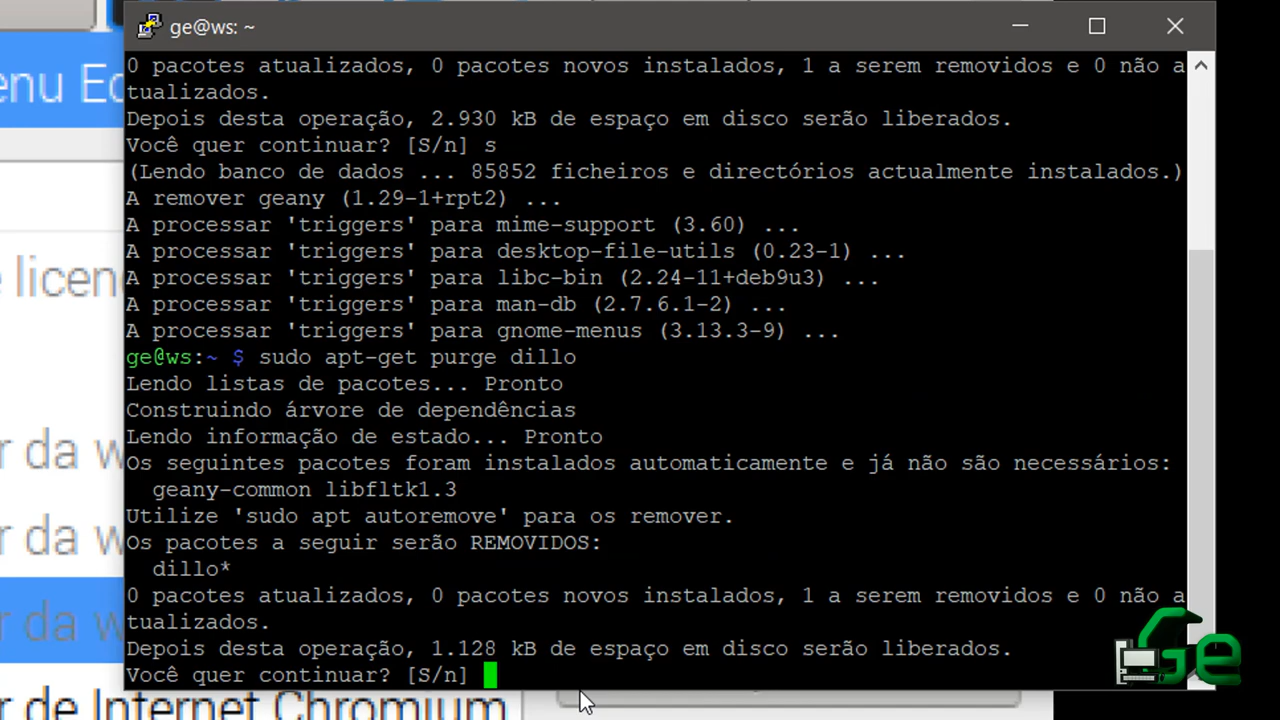 ge@ws: ~
enu Ed
0 pacotes atualizados, 0 pacotes novos instalados, 1 a serem removidos e 0 não a
tualizados.
Depois desta operação, 2.930 kB de espaço em disco serão liberados.
Você quer continuar? [S/n] s
(Lendo banco de dados ... 85852 ficheiros e directórios actualmente instalados.)
A remover geany (1.29-1+rpt2) ...
A processar 'triggers' para mime-support (3.60) ...
A processar 'triggers' para desktop-file-utils (0.23-1) ...
e licen
A processar 'triggers' para libc-bin (2.24-11+deb9u3) ...
A processar 'triggers' para man-db (2.7.6.1-2) ...
A processar 'triggers' para gnome-menus (3.13.3-9) ...
ge@ws:~ $ sudo apt-get purge dillo
Lendo listas de pacotes... Pronto
Construindo árvore de dependências
Lendo informação de estado... Pronto
r da w
Os seguintes pacotes foram instalados automaticamente e já não são necessários:
geany-common libfltk1.3
Utilize 'sudo apt autoremove' para os remover.
r da w
Os pacotes a seguir serão REMOVIDOS:
dillo*
0 pacotes atualizados, 0 pacotes novos instalados, 1 a serem removidos e 0 não a
tualizados.
r da w
Depois desta operação, 1.128 kB de espaço em disco serão liberados.
Você quer continuar? [S/n]
Ge
r de Internet Chromium